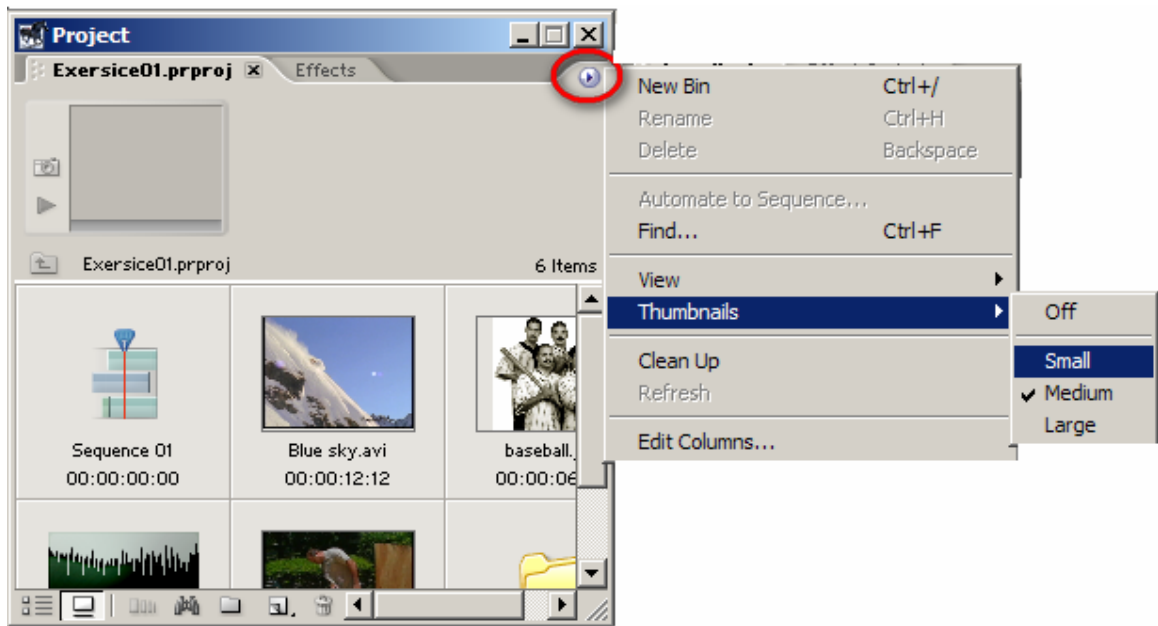 Project
Exersice01.prproj Effects
Exersice01.prproj 6 Items
Sequence 01
00:00:00:00
Blue sky.avi
00:00:12:12
baseball.
00:00:06
New Bin Ctrl+/
Rename Ctrl+H
Delete Backspace
Automate to Sequence...
Find... Ctrl+F
View
Thumbnails
Clean Up
Refresh
Edit Columns...
Off
Small
Medium
Large